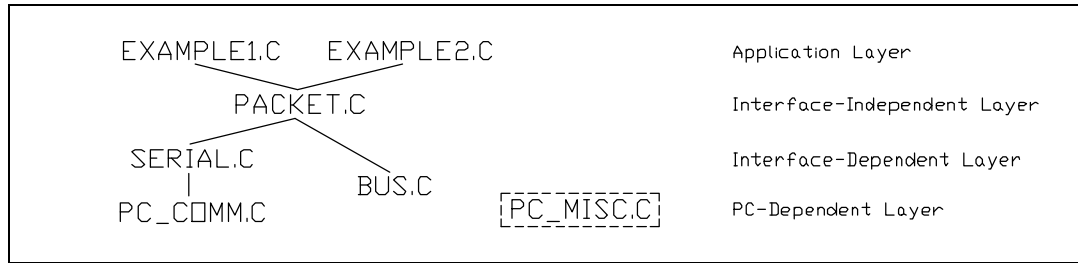 EXAMPLE1.C EXAMPLE2.C Application Layer
PACKET.C Interface-Independent Layer
SERIAL.C Interface-Dependent Layer
BUS.C
PC_COMM.C PC_MISC.C PC-Dependent Layer